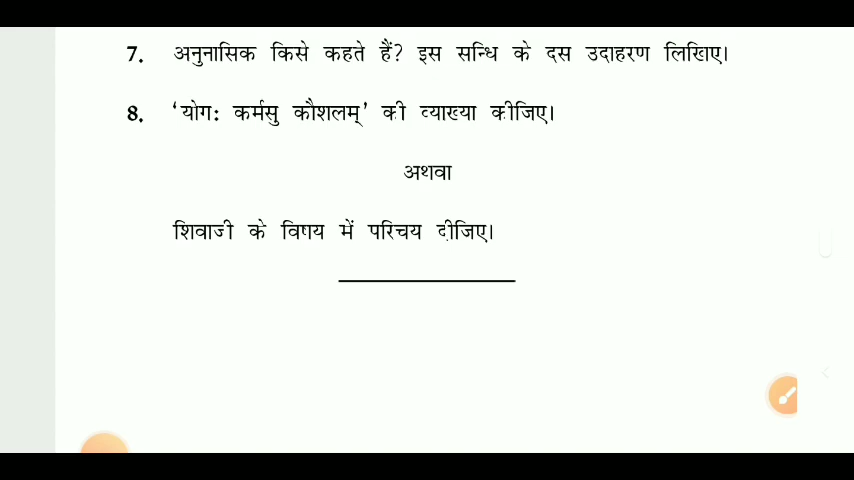 7. अनुनासिक किसे कहते हैं? इस सन्धि के दस उदाहरण लिखिए।
8. ‘योगः कर्मसु कौशलम्’ की व्याख्या कीजिए।
अथवा
शिवाजी के विषय में परिचय दीजिए।